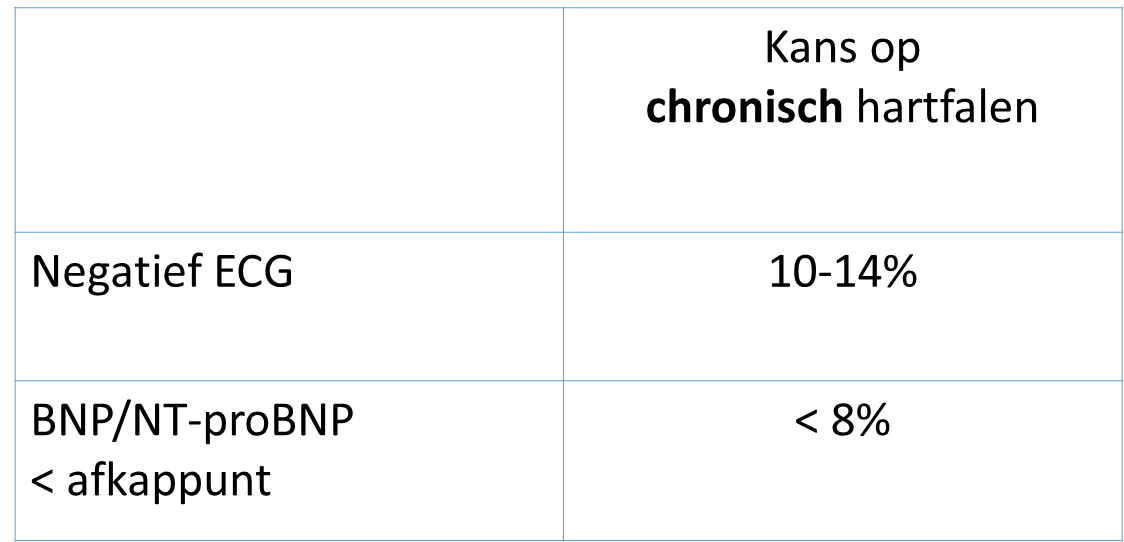 Kans op
chronisch hartfalen
Negatief ECG
10-14%
BNP/NT-proBNP
< afkappunt
< 8%